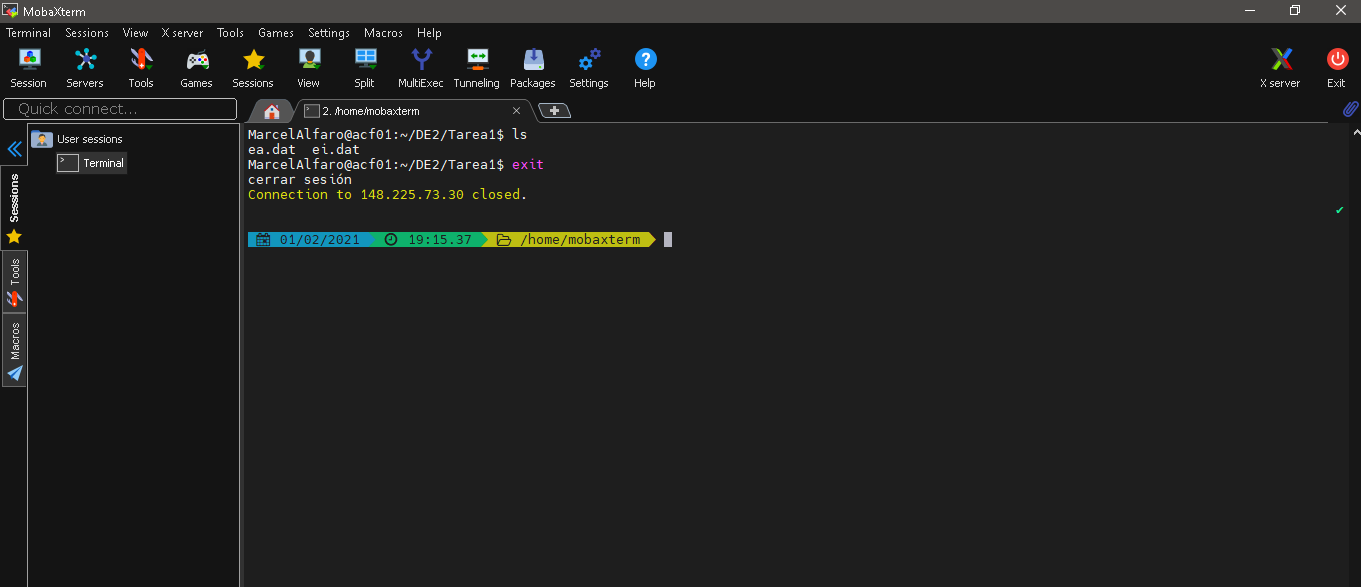 MobaXterm
Terminal Sessions View X server Tools Games Settings Macros Help
Session Servers Tools Games Sessions View Split MultiExec Tunneling Packages Settings Help X server Exit
Quick connect...
2. /home/mobaxterm
User sessions
Terminal
Sessions
Tools
Macros
MarcelAlfaro@acf01:~/DE2/Tarea1$ ls
ea.dat  ei.dat
MarcelAlfaro@acf01:~/DE2/Tarea1$ exit
cerrar sesión
Connection to 148.225.73.30 closed.
01/02/2021 19:15.37 /home/mobaxterm